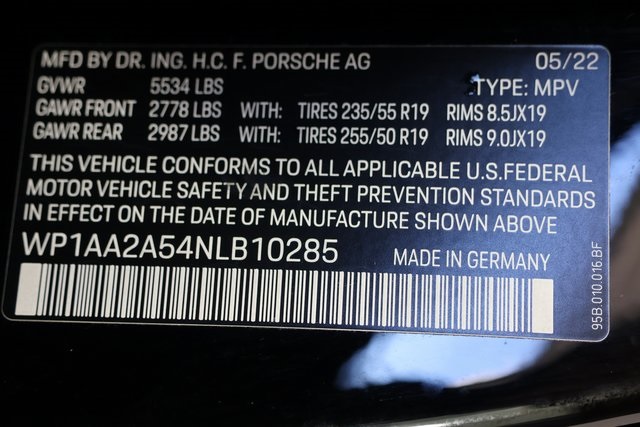 MFD BY DR. ING. H.C. F. PORSCHE AG 05/22
GVWR 5534 LBS TYPE: MPV
GAWR FRONT 2778 LBS WITH: TIRES 235/55 R19 RIMS 8.5JX19
GAWR REAR 2987 LBS WITH: TIRES 255/50 R19 RIMS 9.0JX19
THIS VEHICLE CONFORMS TO ALL APPLICABLE U.S.FEDERAL
MOTOR VEHICLE SAFETY AND THEFT PREVENTION STANDARDS
IN EFFECT ON THE DATE OF MANUFACTURE SHOWN ABOVE
WP1AA2A54NLB10285 MADE IN GERMANY
95B.010.016.BF